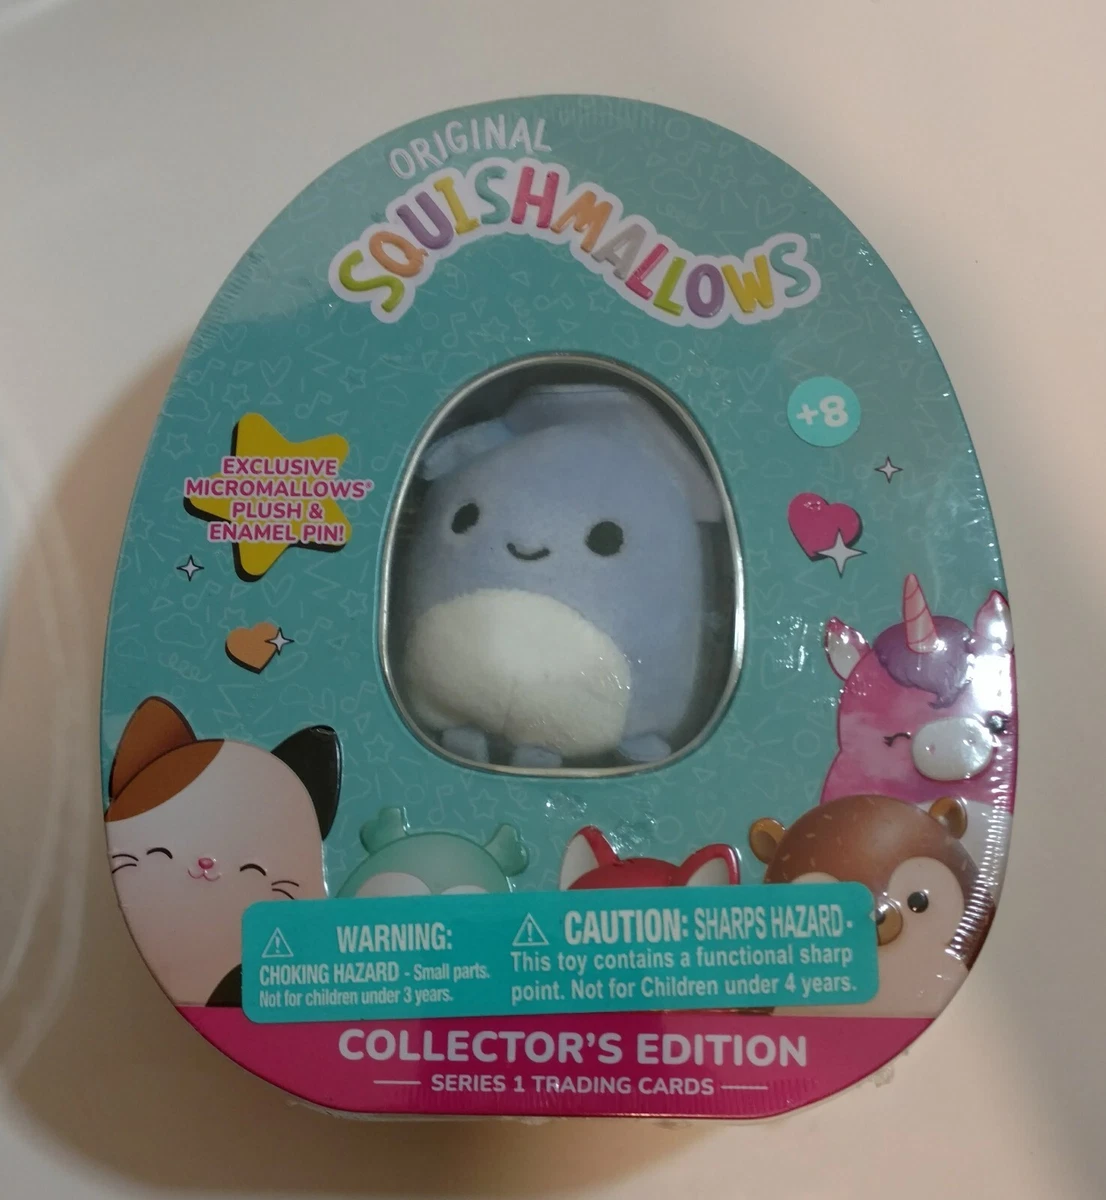 ORIGINAL
SQUISHMALLOWS™
+8
EXCLUSIVE
MICROMALLOWS®
PLUSH &
ENAMEL PIN!
WARNING:
CHOKING HAZARD - Small parts.
Not for children under 3 years.
CAUTION: SHARPS HAZARD -
This toy contains a functional sharp
point. Not for Children under 4 years.
COLLECTOR'S EDITION
SERIES 1 TRADING CARDS